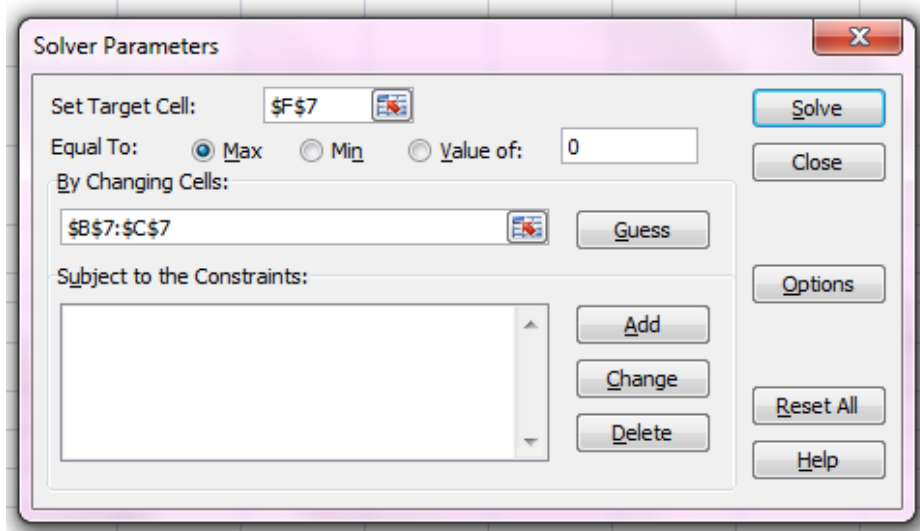 Solver Parameters
Set Target Cell: $F$7 Solve
Equal To: Max Min Value of: 0 Close
By Changing Cells:
$B$7:$C$7 Guess
Subject to the Constraints: Options
Add
Change
Reset All
Delete
Help